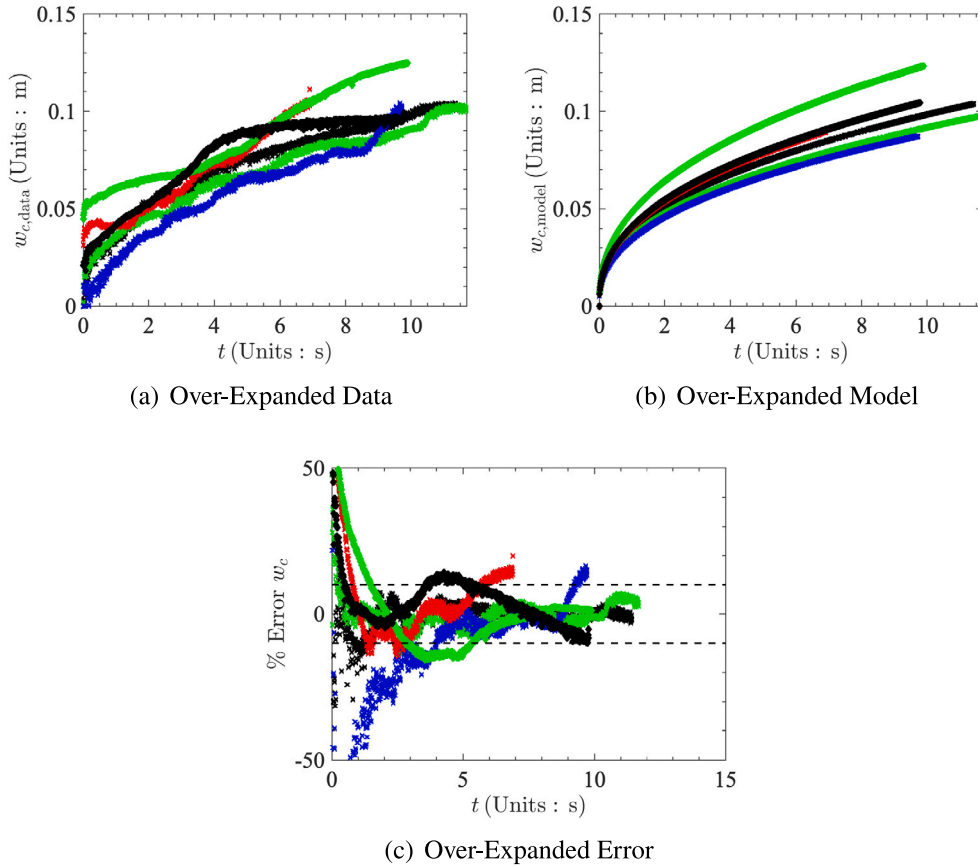 0.15
0.1
0.05
0
w_{c,data} (Units : m)
0 2 4 6 8 10
t (Units : s)
(a) Over-Expanded Data
0.15
0.1
0.05
0
w_{c,model} (Units : m)
0 2 4 6 8 10
t (Units : s)
(b) Over-Expanded Model
50
0
-50
% Error w_c
0 5 10 15
t (Units : s)
(c) Over-Expanded Error